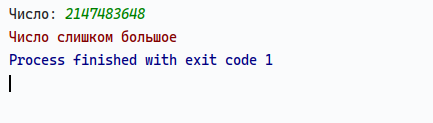 Число: 2147483648
Число слишком большое
Process finished with exit code 1